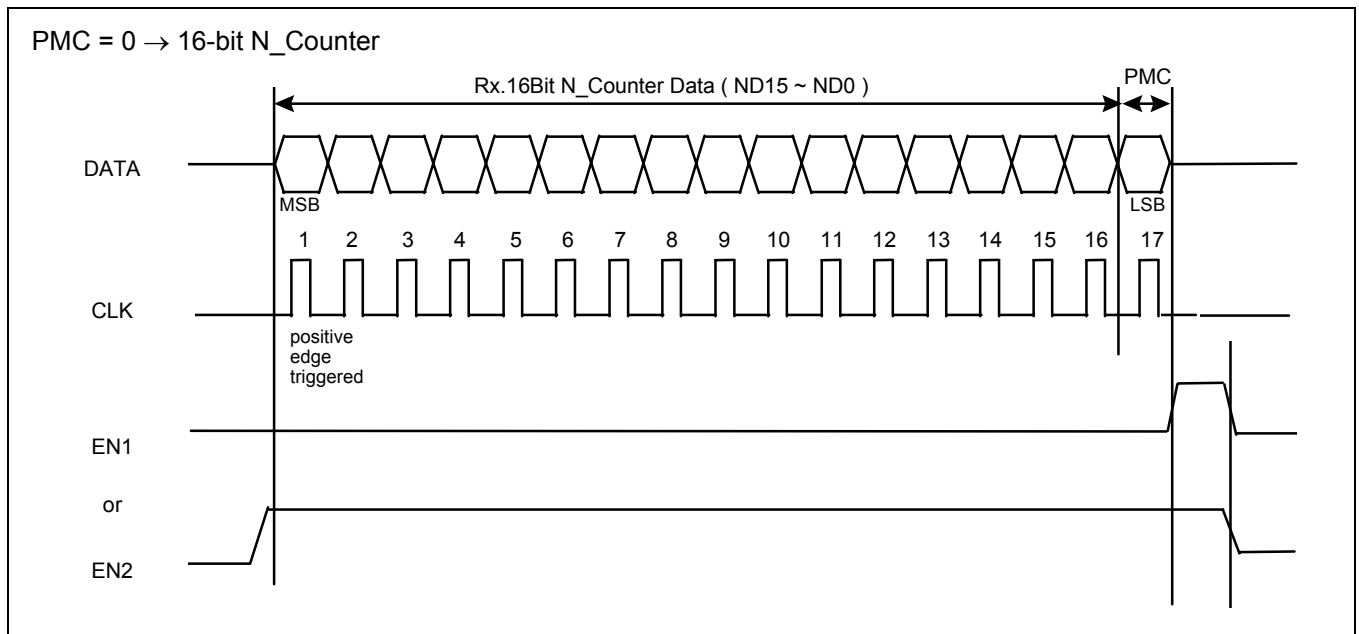 PMC = 0 → 16-bit N_Counter
Rx.16Bit N_Counter Data ( ND15 ~ ND0 )
PMC
DATA
MSB
LSB
1 2 3 4 5 6 7 8 9 10 11 12 13 14 15 16 17
CLK
positive
edge
triggered
EN1
or
EN2